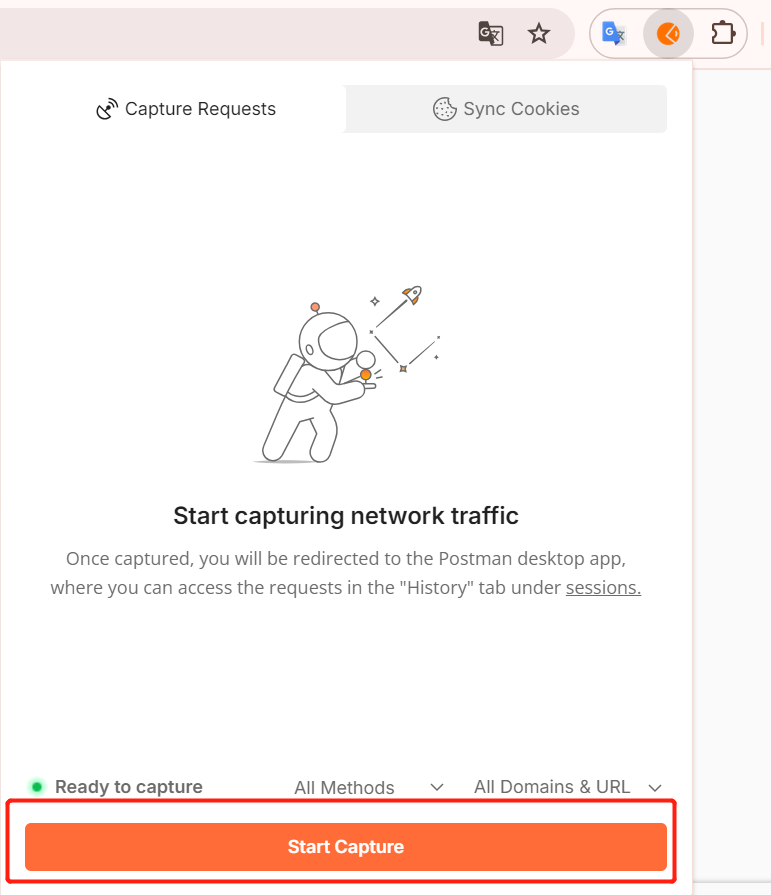 Capture Requests
Sync Cookies
Start capturing network traffic
Once captured, you will be redirected to the Postman desktop app,
where you can access the requests in the "History" tab under sessions.
Ready to capture
All Methods
All Domains & URL
Start Capture